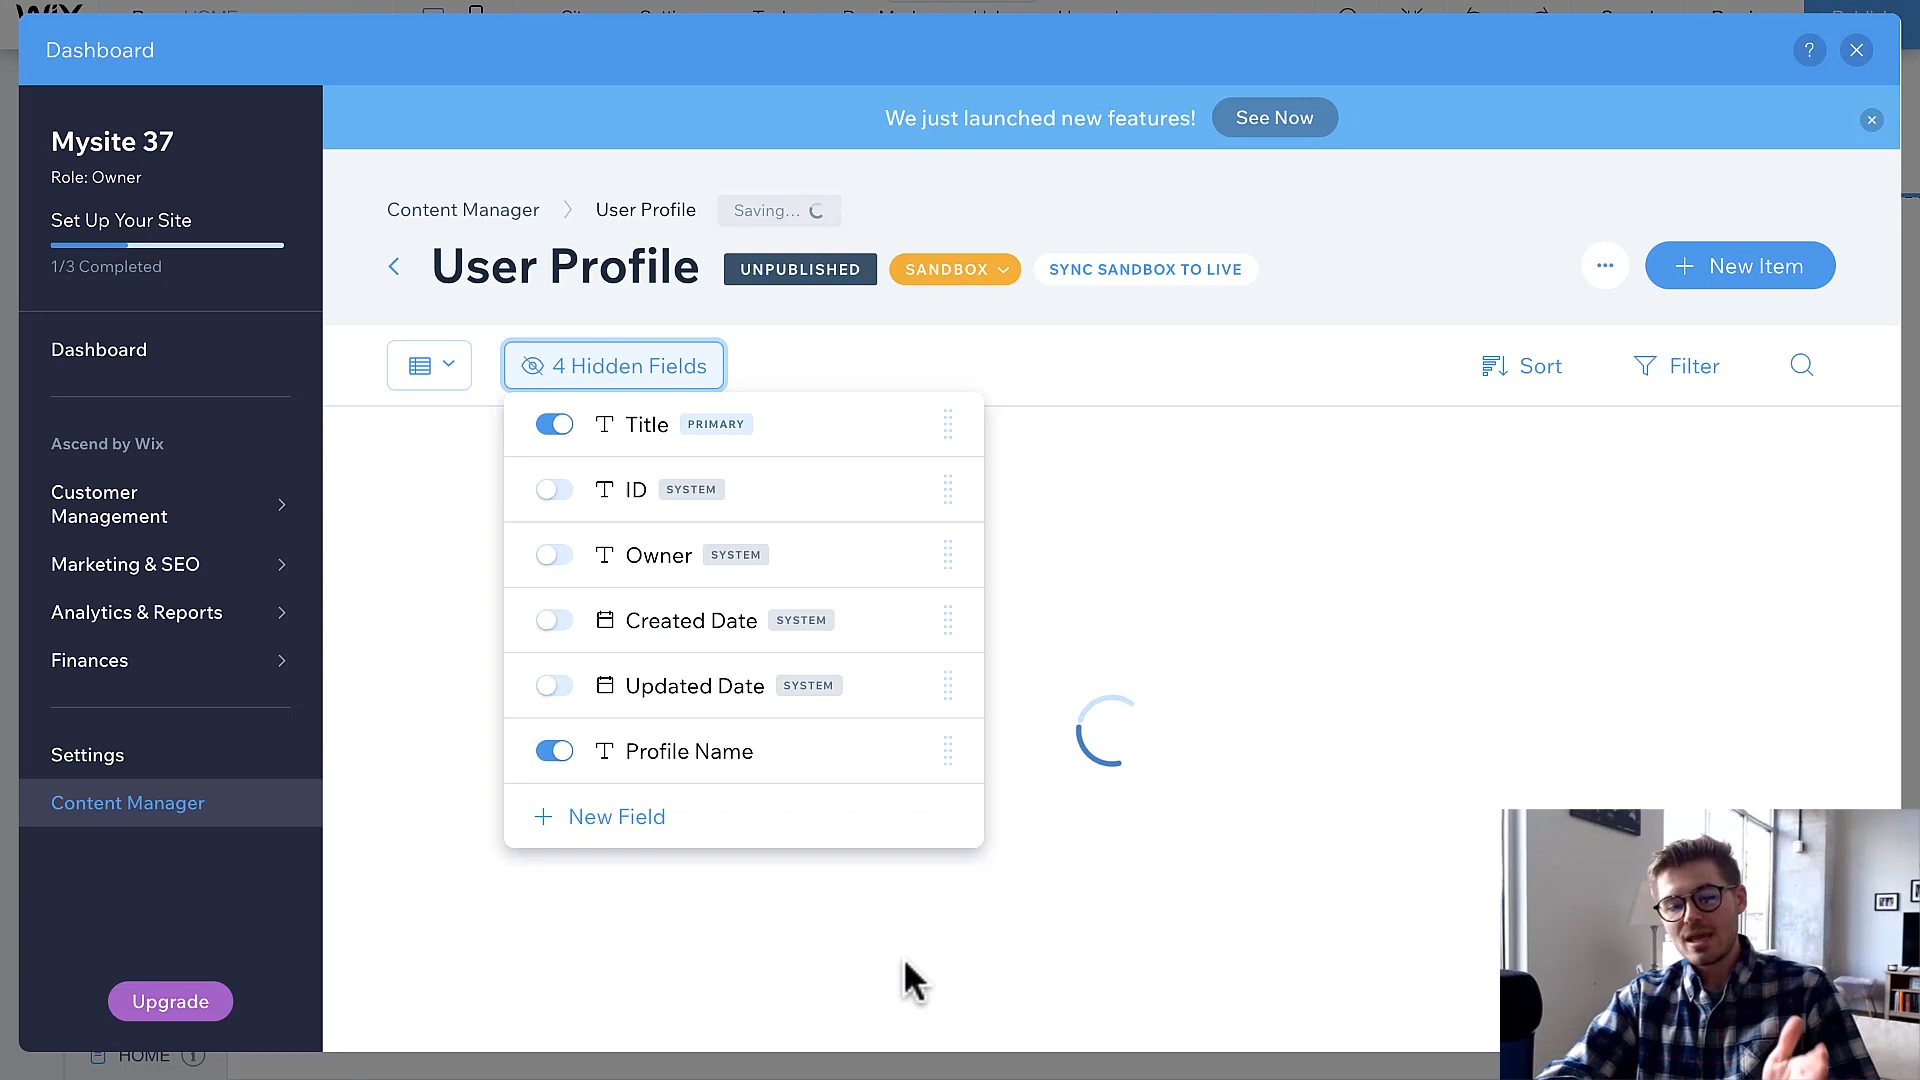 WiX
HOME
Dashboard
?
Mysite 37
Role: Owner
Set Up Your Site
1/3 Completed
Dashboard
Ascend by Wix
Customer
Management
Marketing & SEO
Analytics & Reports
Finances
Settings
Content Manager
Upgrade
We just launched new features!
See Now
Content Manager
User Profile
Saving...
User Profile
UNPUBLISHED
SANDBOX
SYNC SANDBOX TO LIVE
New Item
4 Hidden Fields
Sort
Filter
Title PRIMARY
ID SYSTEM
Owner SYSTEM
Created Date SYSTEM
Updated Date SYSTEM
Profile Name
New Field
HOME